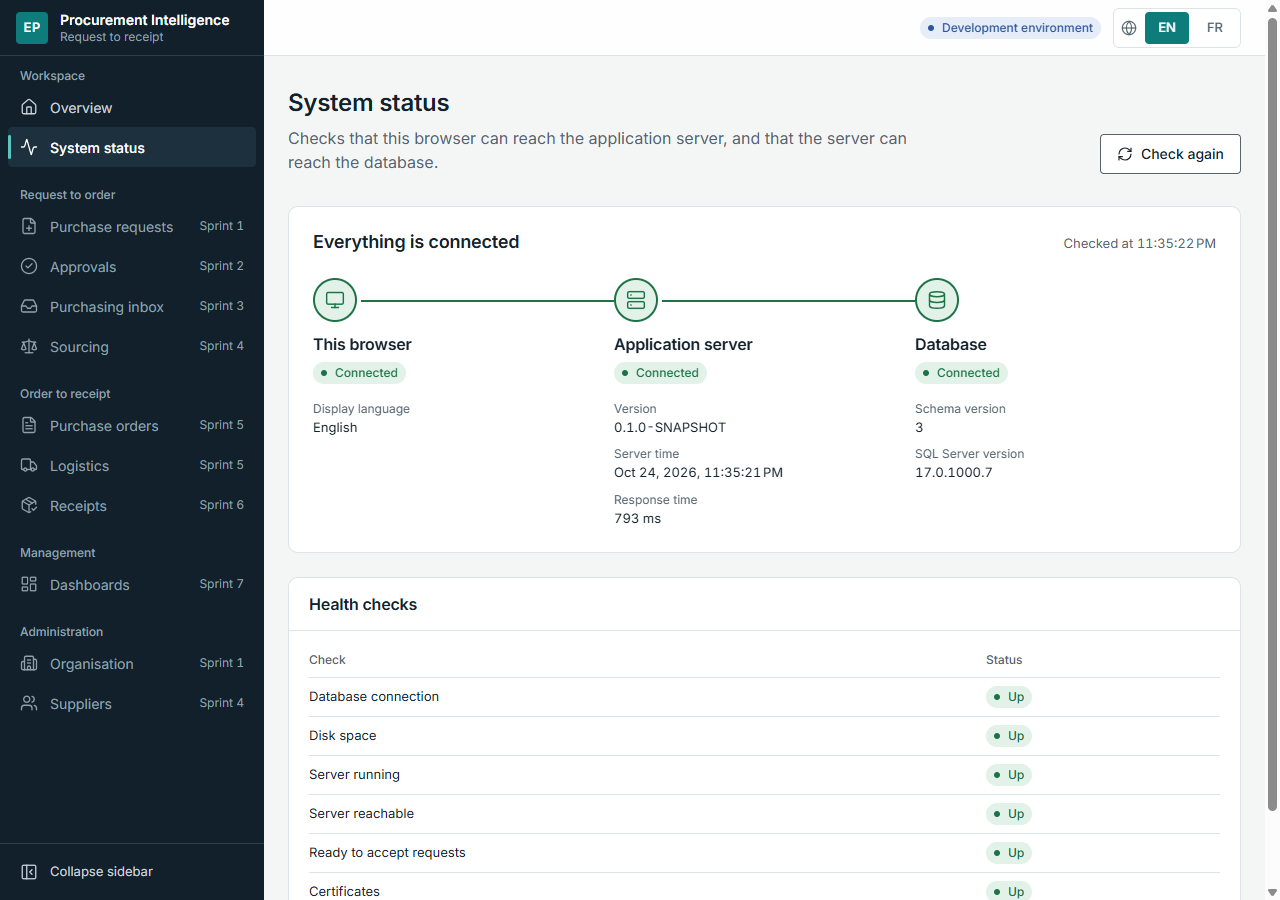 EP
Procurement Intelligence
Request to receipt
Development environment
EN
FR
Workspace
Overview
System status
Request to order
Purchase requests Sprint 1
Approvals Sprint 2
Purchasing inbox Sprint 3
Sourcing Sprint 4
Order to receipt
Purchase orders Sprint 5
Logistics Sprint 5
Receipts Sprint 6
Management
Dashboards Sprint 7
Administration
Organisation Sprint 1
Suppliers Sprint 4
Collapse sidebar
System status
Checks that this browser can reach the application server, and that the server can
reach the database.
Check again
Everything is connected
Checked at 11:35:22 PM
This browser
Connected
Display language
English
Application server
Connected
Version
0.1.0-SNAPSHOT
Server time
Oct 24, 2026, 11:35:21 PM
Response time
793 ms
Database
Connected
Schema version
3
SQL Server version
17.0.1000.7
Health checks
Check Status
Database connection Up
Disk space Up
Server running Up
Server reachable Up
Ready to accept requests Up
Certificates Up